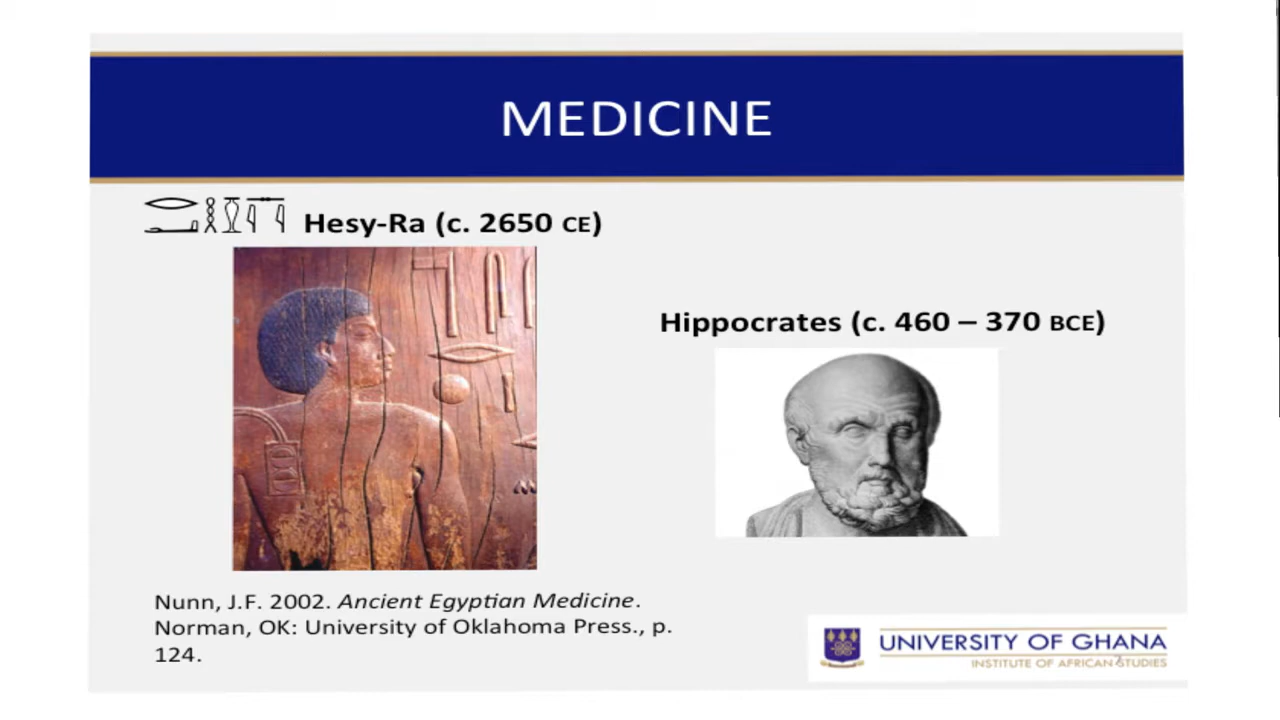 MEDICINE
Hesy-Ra (c. 2650 CE)
Hippocrates (c. 460 – 370 BCE)
Nunn, J.F. 2002. Ancient Egyptian Medicine.
Norman, OK: University of Oklahoma Press., p.
124.
UNIVERSITY OF GHANA
INSTITUTE OF AFRICAN STUDIES